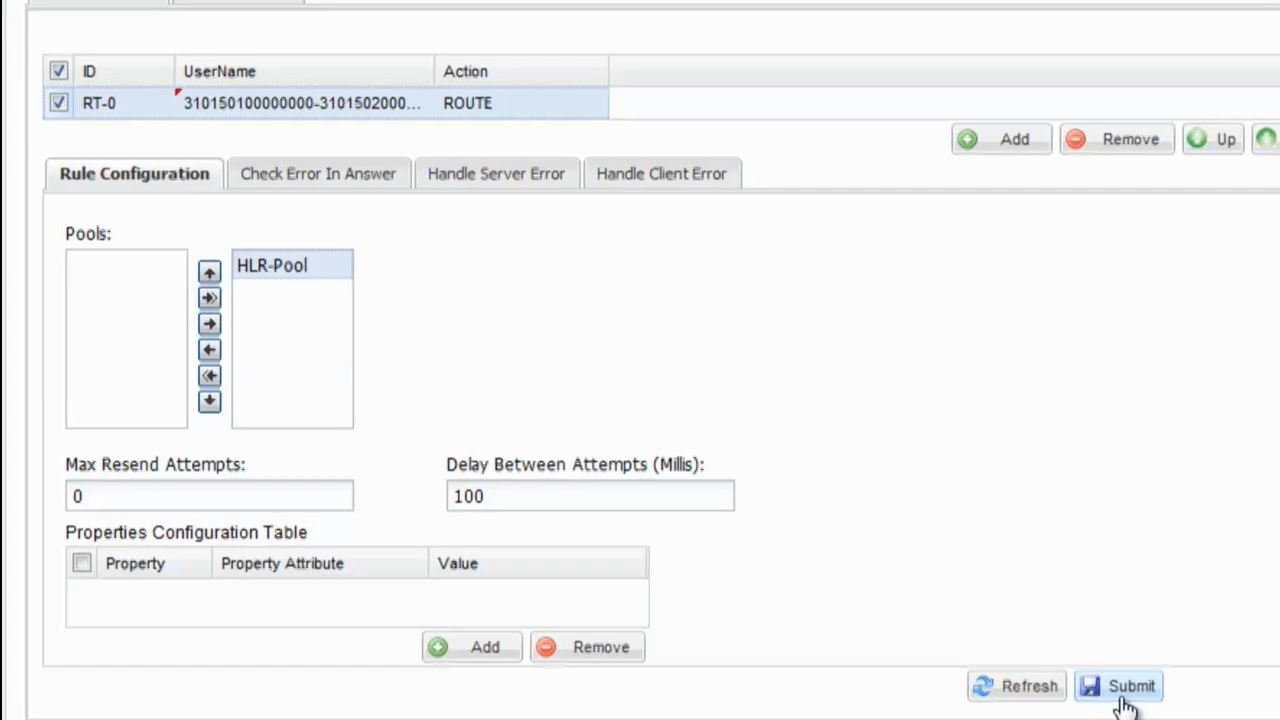 ID UserName Action
RT-0 310150100000000-3101502000... ROUTE
Add Remove Up
Rule Configuration Check Error In Answer Handle Server Error Handle Client Error
Pools:
HLR-Pool
Max Resend Attempts: Delay Between Attempts (Millis):
0 100
Properties Configuration Table
Property Property Attribute Value
Add Remove
Refresh Submit